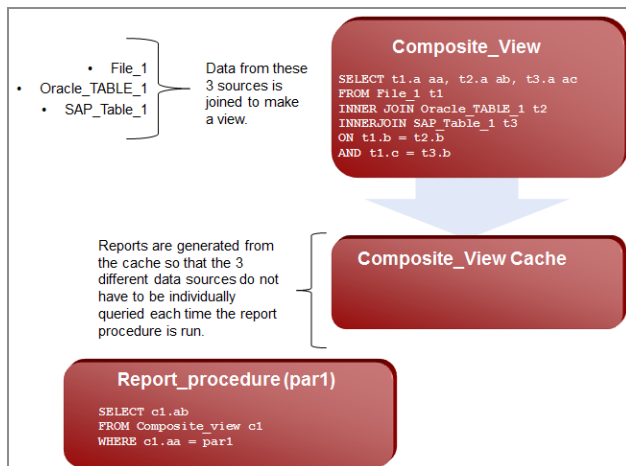 • File_1
• Oracle_TABLE_1
• SAP_Table_1
Data from these
3 sources is
joined to make
a view.
Composite_View
SELECT t1.a aa, t2.a ab, t3.a ac
FROM File_1 t1
INNER JOIN Oracle_TABLE_1 t2
INNERJOIN SAP_Table_1 t3
ON t1.b = t2.b
AND t1.c = t3.b
Reports are generated from
the cache so that the 3
different data sources do not
have to be individually
queried each time the report
procedure is run.
Composite_View Cache
Report_procedure (par1)
SELECT c1.ab
FROM Composite_view c1
WHERE c1.aa = par1